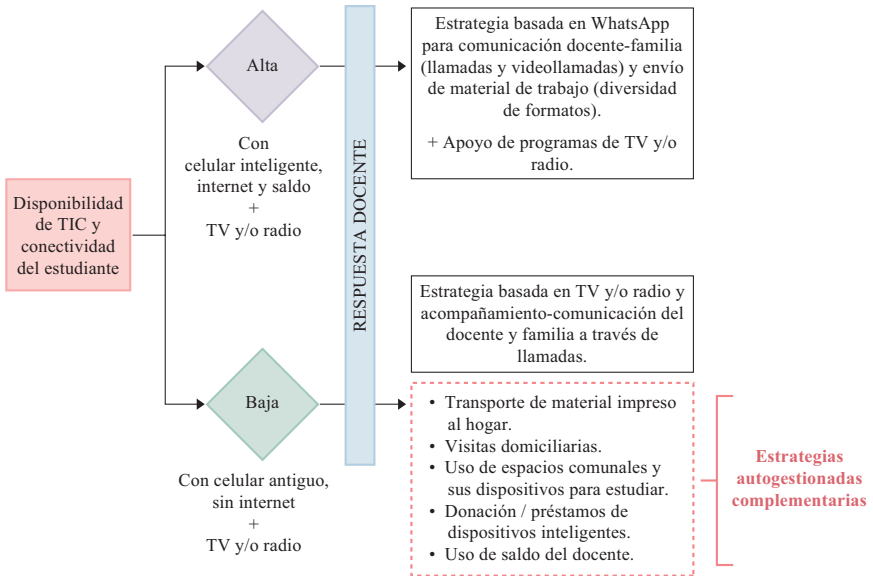 Disponibilidad
de TIC y
conectividad
del estudiante
Alta
Con
celular inteligente,
internet y saldo
+
TV y/o radio
Baja
Con celular antiguo,
sin internet
+
TV y/o radio
RESPUESTA DOCENTE
Estrategia basada en WhatsApp
para comunicación docente-familia
(llamadas y videollamadas) y envío
de material de trabajo (diversidad
de formatos).
+ Apoyo de programas de TV y/o
radio.
Estrategia basada en TV y/o radio y
acompañamiento-comunicación del
docente y familia a través de
llamadas.
• Transporte de material impreso
al hogar.
• Visitas domiciliarias.
• Uso de espacios comunales y
sus dispositivos para estudiar.
• Donación / préstamos de
dispositivos inteligentes.
• Uso de saldo del docente.
Estrategias
autogestionadas
complementarias